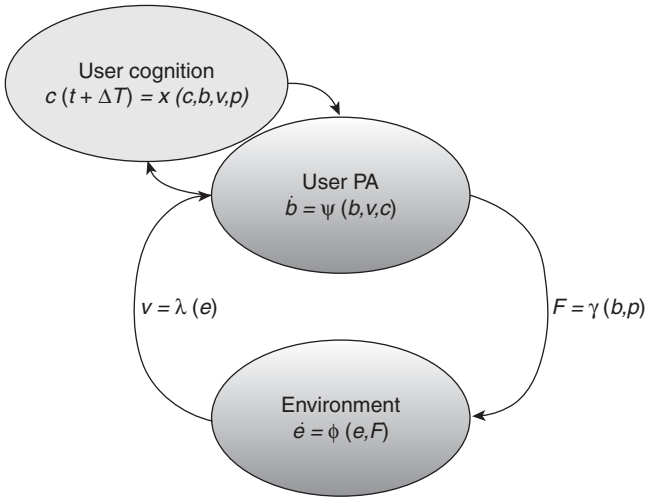 User cognition
c (t + ΔT) = x (c,b,v,p)
User PA
ḃ = ψ (b,v,c)
v = λ (e)
F = γ (b,p)
Environment
ė = ϕ (e,F)